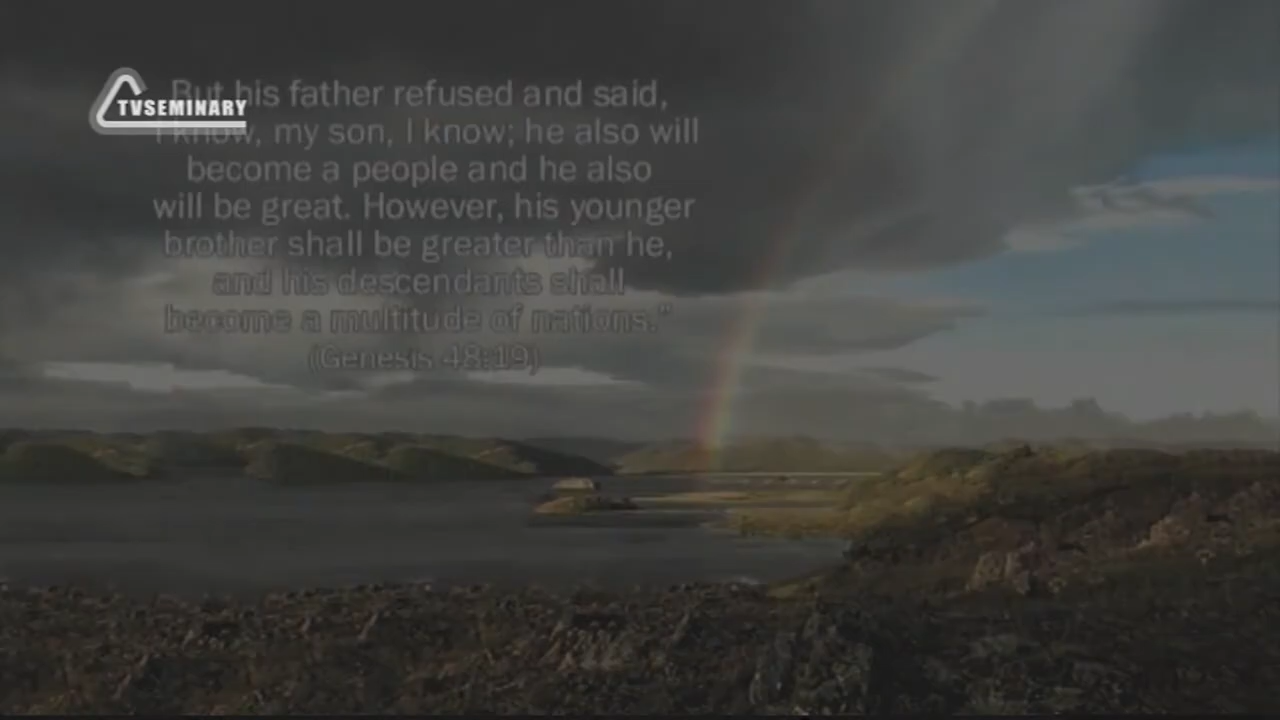 TVSEMINARY
But his father refused and said,
I know, my son, I know; he also will
become a people and he also
will be great. However, his younger
brother shall be greater than he,
and his descendants shall
become a multitude of nations.”
(Genesis 48:19)